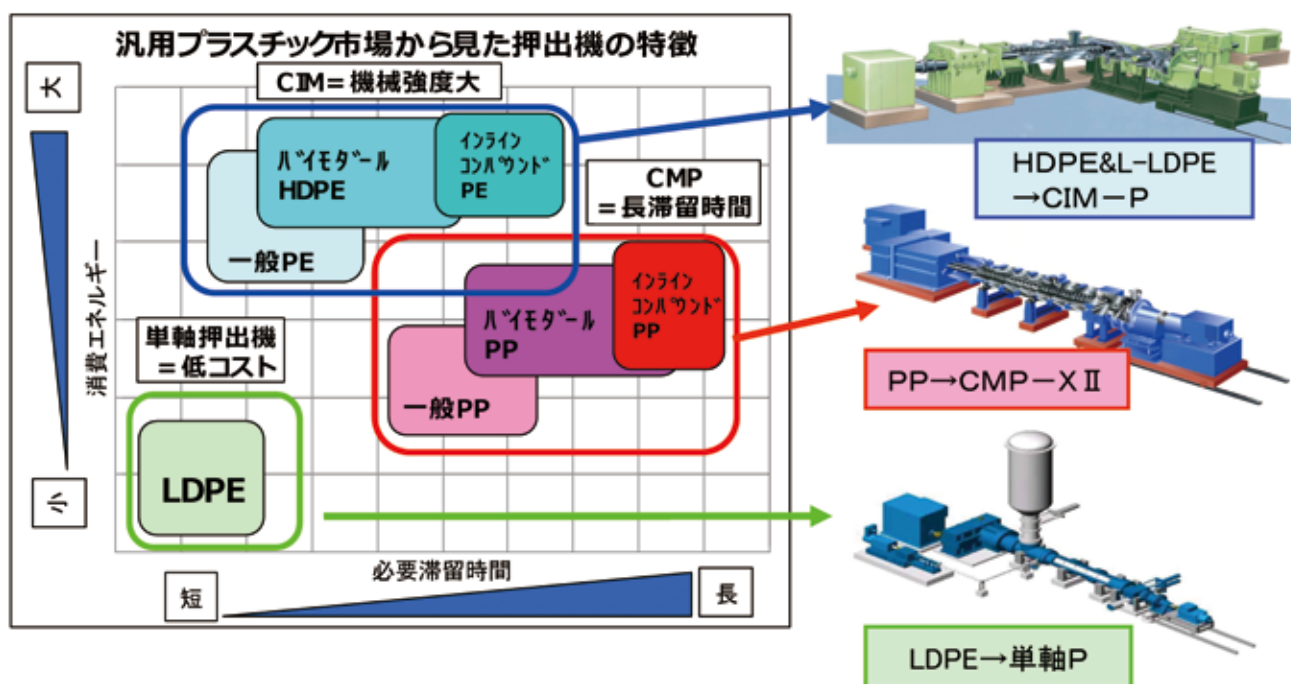 汎用プラスチック市場から見た押出機の特徴
大
CIM=機械強度大
ﾊﾞｲﾓﾀﾞｰﾙ
HDPE
ｲﾝﾗｲﾝ
ｺﾝﾊﾟｳﾝﾄﾞ
PE
一般PE
CMP
=長滞留時間
ﾊﾞｲﾓﾀﾞｰﾙ
PP
ｲﾝﾗｲﾝ
ｺﾝﾊﾟｳﾝﾄﾞ
PP
一般PP
消費エネルギー
単軸押出機
=低コスト
LDPE
小
必要滞留時間
短
長
HDPE&L-LDPE
→CIM－P
PP→CMP－XⅡ
LDPE→単軸P